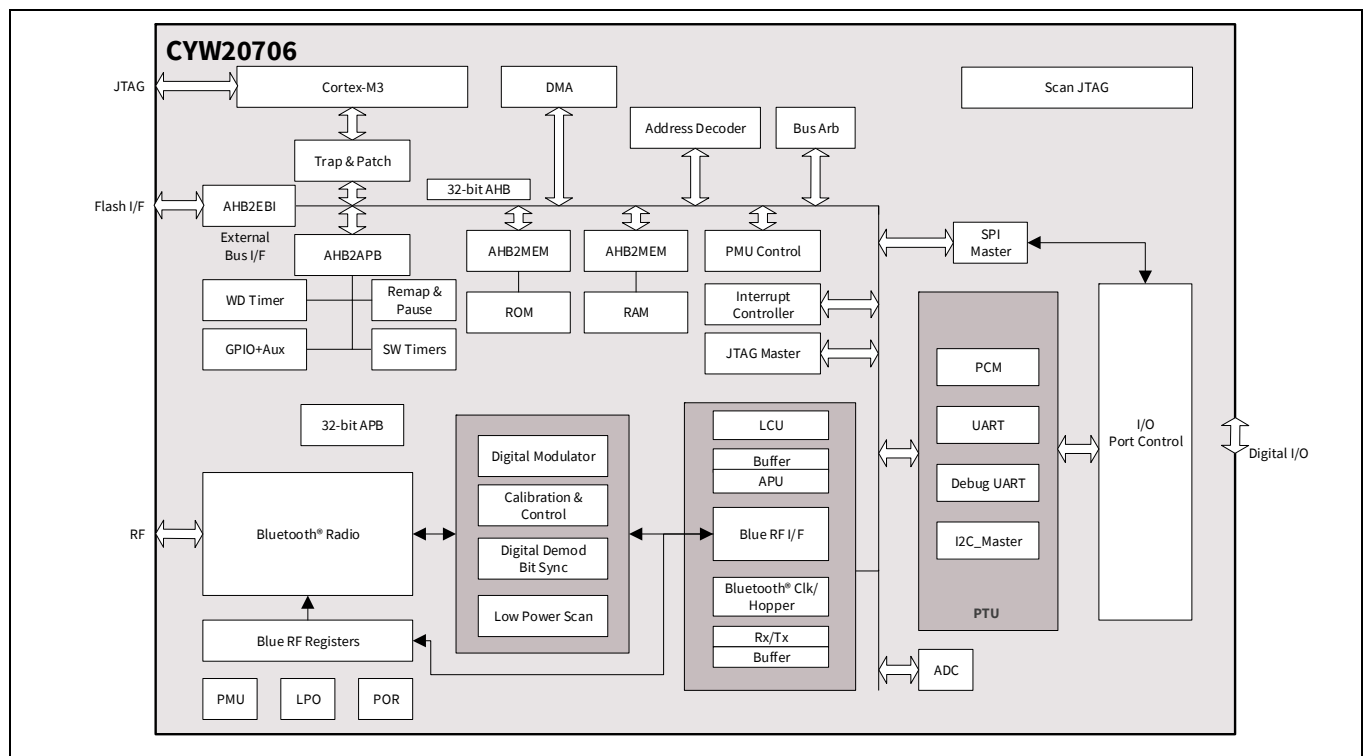 CYW20706
JTAG
Cortex-M3
DMA
Scan JTAG
Address Decoder
Bus Arb
Trap & Patch
32-bit AHB
Flash I/F
AHB2EBI
External
Bus I/F
AHB2APB
AHB2MEM
AHB2MEM
PMU Control
SPI
Master
WD Timer
Remap &
Pause
ROM
RAM
Interrupt
Controller
GPIO+Aux
SW Timers
JTAG Master
PCM
32-bit APB
LCU
UART
I/O
Port Control
Digital I/O
Digital Modulator
Buffer
APU
Debug UART
Calibration &
Control
RF
Bluetooth® Radio
Blue RF I/F
I2C_Master
Digital Demod
Bit Sync
Bluetooth® Clk/
Hopper
Low Power Scan
PTU
Blue RF Registers
Rx/Tx
Buffer
ADC
PMU
LPO
POR